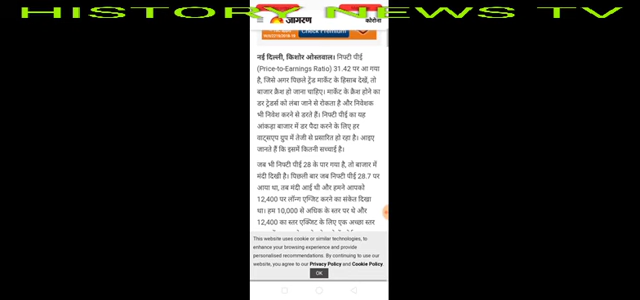 HISTORY NEWS TV
जागरण
कोरोना
Check Premium
नई दिल्ली, किशोर ओस्तवाल। निफ्टी पीई
(Price-to-Earnings Ratio) 31.42 पर आ गया
है, जिसे अगर पिछले ट्रेंड मार्केट के हिसाब देखें, तो
बाजार क्रैश हो जाना चाहिए। मार्केट के क्रैश होने का
डर ट्रेडर्स को लंबा जाने से रोकता है और निवेशक
भी निवेश करने से डरते हैं। निफ्टी पीई का यह
आंकड़ा बाजार में डर पैदा करने के लिए हर
वाट्सएप ग्रुप में तेजी से प्रसारित हो रहा है। आइए
जानते हैं कि इसमें कितनी सच्चाई है।
जब भी निफ्टी पीई 28 के पार गया है, तो बाजार में
मंदी दिखी है। पिछली बार जब निफ्टी पीई 28.7 पर
आया था, तब मंदी आई थी और हमने आपको
12,400 पर लॉन्ग एग्जिट करने का संकेत दिखा
था। हम 10,000 से अधिक के स्तर पर थे और
12,400 का स्तर एक्जिट के लिए एक अच्छा स्तर
This website uses cookie or similar technologies, to
enhance your browsing experience and provide
personalised recommendations. By continuing to use our
website, you agree to our Privacy Policy and Cookie Policy.
OK